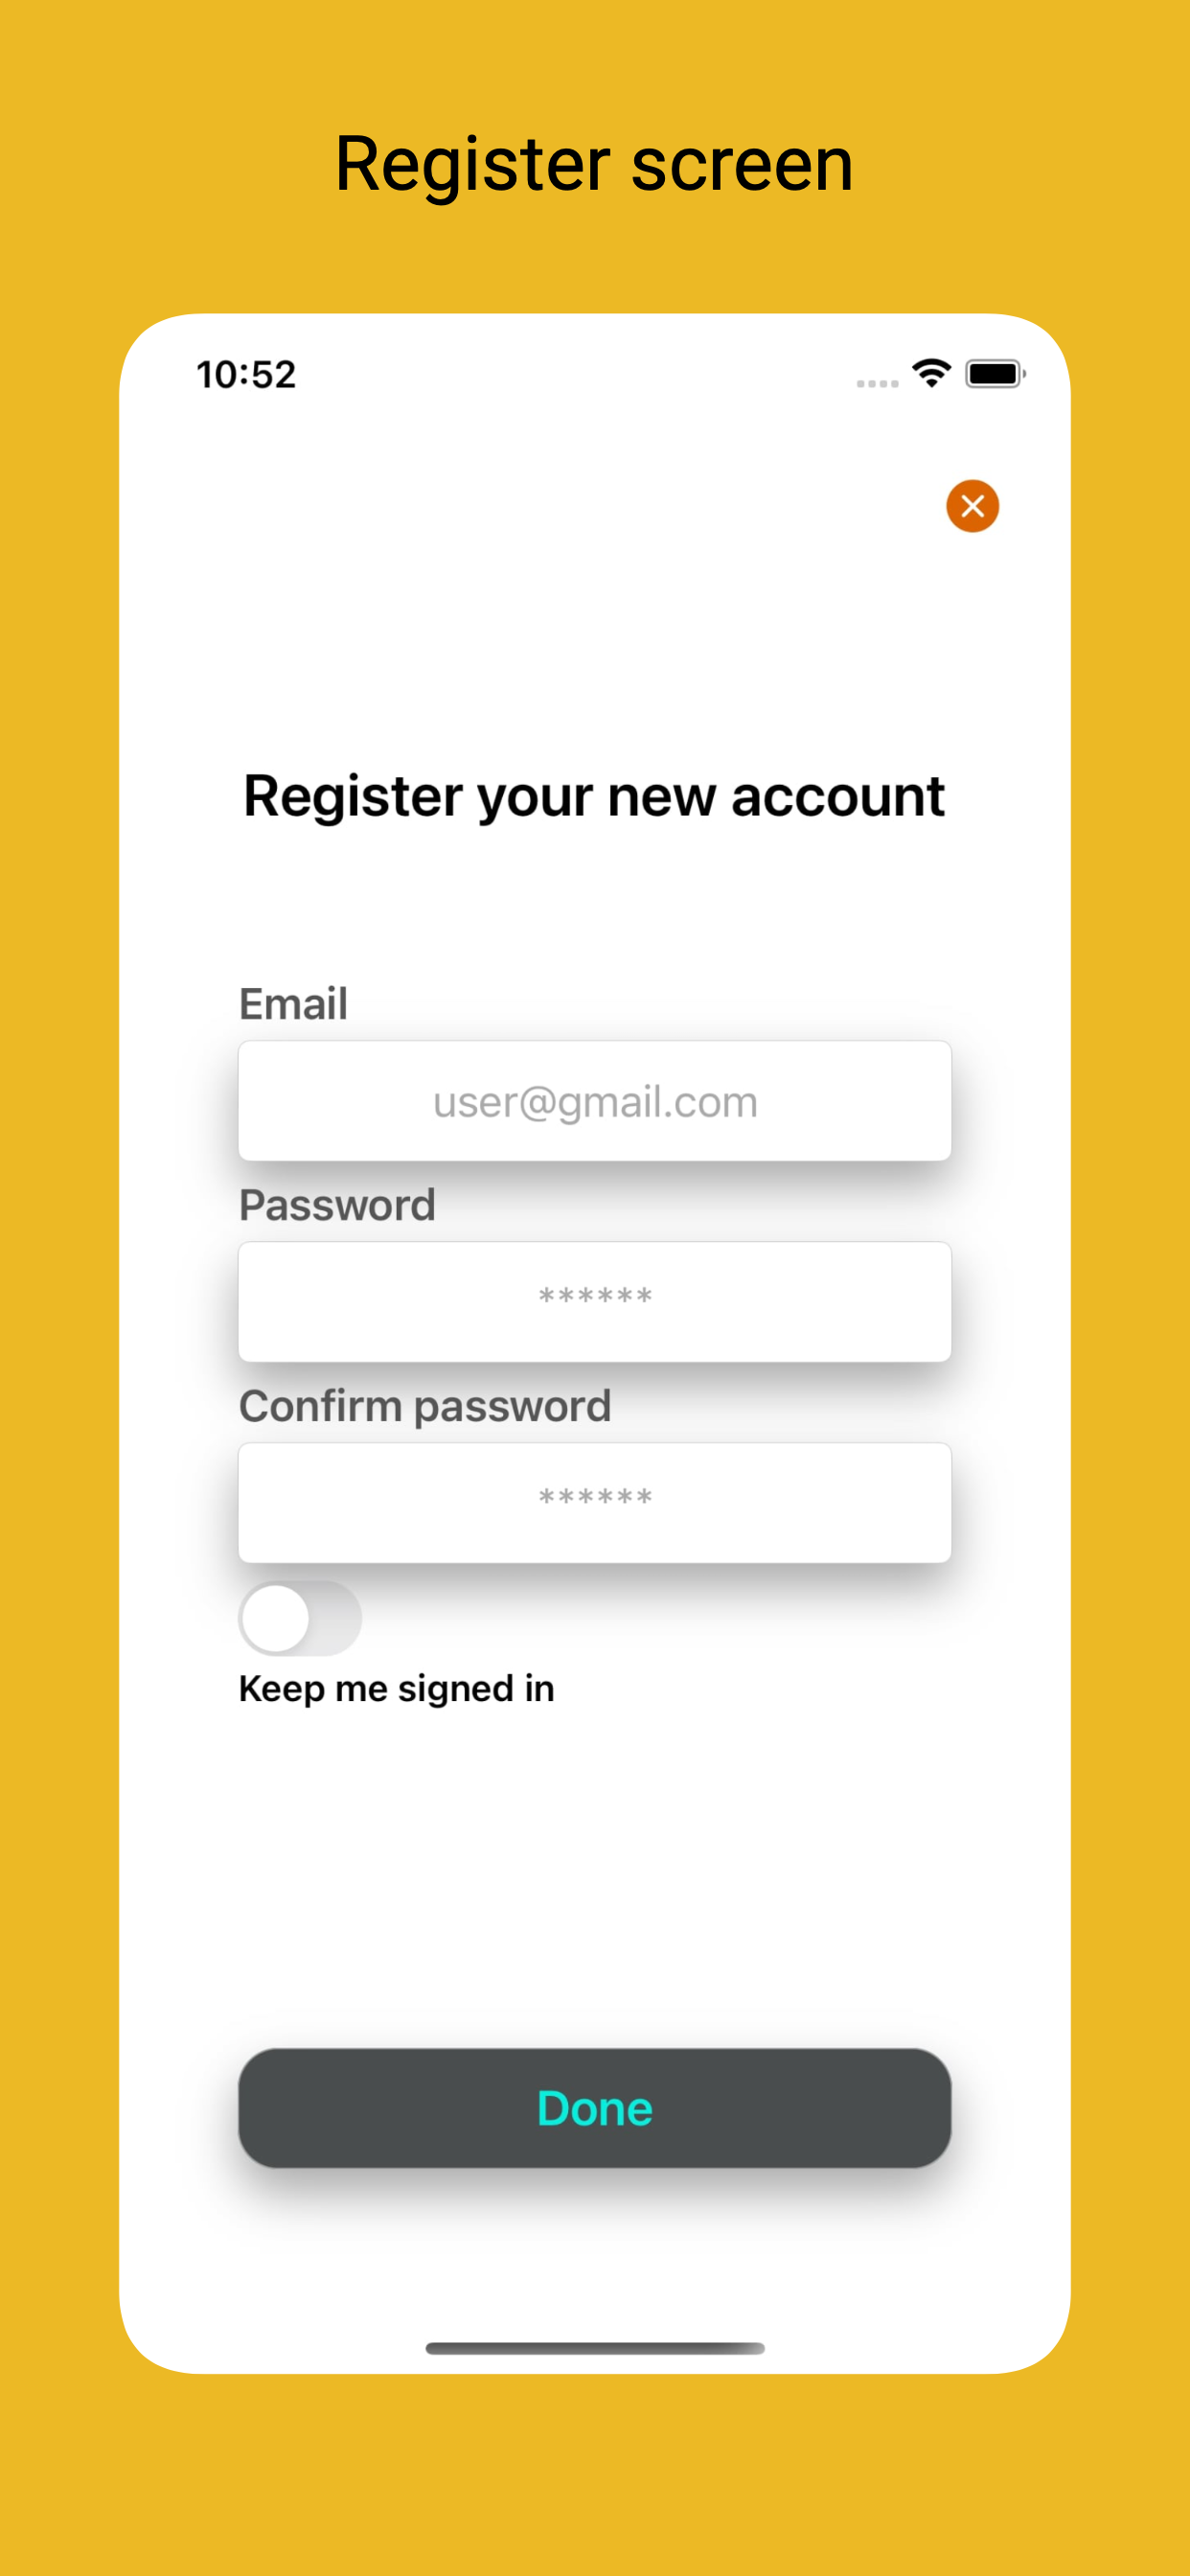 Register screen
10:52
Register your new account
Email
user@gmail.com
Password
******
Confirm password
******
Keep me signed in
Done